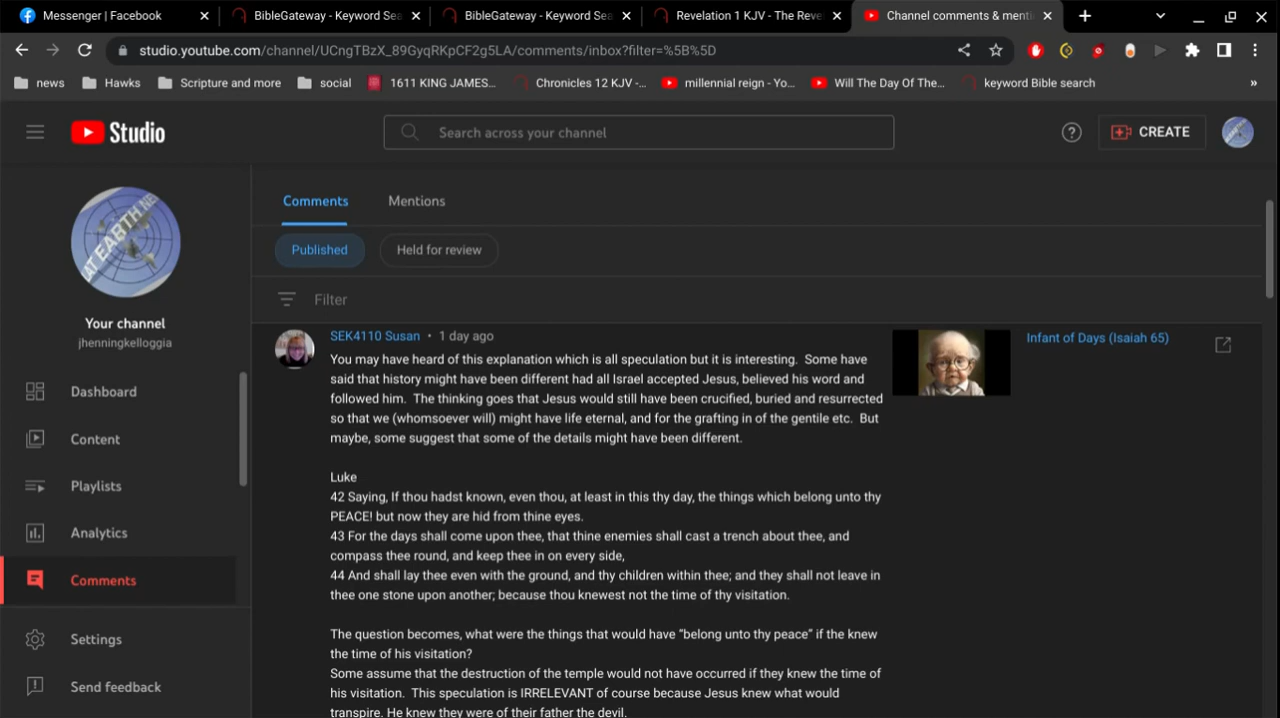 Messenger | Facebook
BibleGateway - Keyword Sea
BibleGateway - Keyword Sea
Revelation 1 KJV - The Reve
Channel comments & menti
studio.youtube.com/channel/UCngTBzX_89GyqRKpCF2g5LA/comments/inbox?filter=%5B%5D
news
Hawks
Scripture and more
social
1611 KING JAMES...
Chronicles 12 KJV -...
millennial reign - Yo...
Will The Day Of The...
keyword Bible search
»
Studio
Search across your channel
CREATE
AT EARTH NE
Your channel
jhenningkelloggia
Dashboard
Content
Playlists
Analytics
Comments
Settings
Send feedback
Comments
Mentions
Published
Held for review
Filter
SEK4110 Susan • 1 day ago
You may have heard of this explanation which is all speculation but it is interesting. Some have
said that history might have been different had all Israel accepted Jesus, believed his word and
followed him. The thinking goes that Jesus would still have been crucified, buried and resurrected
so that we (whomsoever will) might have life eternal, and for the grafting in of the gentile etc. But
maybe, some suggest that some of the details might have been different.
Luke
42 Saying, If thou hadst known, even thou, at least in this thy day, the things which belong unto thy
PEACE! but now they are hid from thine eyes.
43 For the days shall come upon thee, that thine enemies shall cast a trench about thee, and
compass thee round, and keep thee in on every side,
44 And shall lay thee even with the ground, and thy children within thee; and they shall not leave in
thee one stone upon another; because thou knewest not the time of thy visitation.
The question becomes, what were the things that would have “belong unto thy peace” if the knew
the time of his visitation?
Some assume that the destruction of the temple would not have occurred if they knew the time of
his visitation. This speculation is IRRELEVANT of course because Jesus knew what would
transpire. He knew they were of their father the devil.
Infant of Days (Isaiah 65)